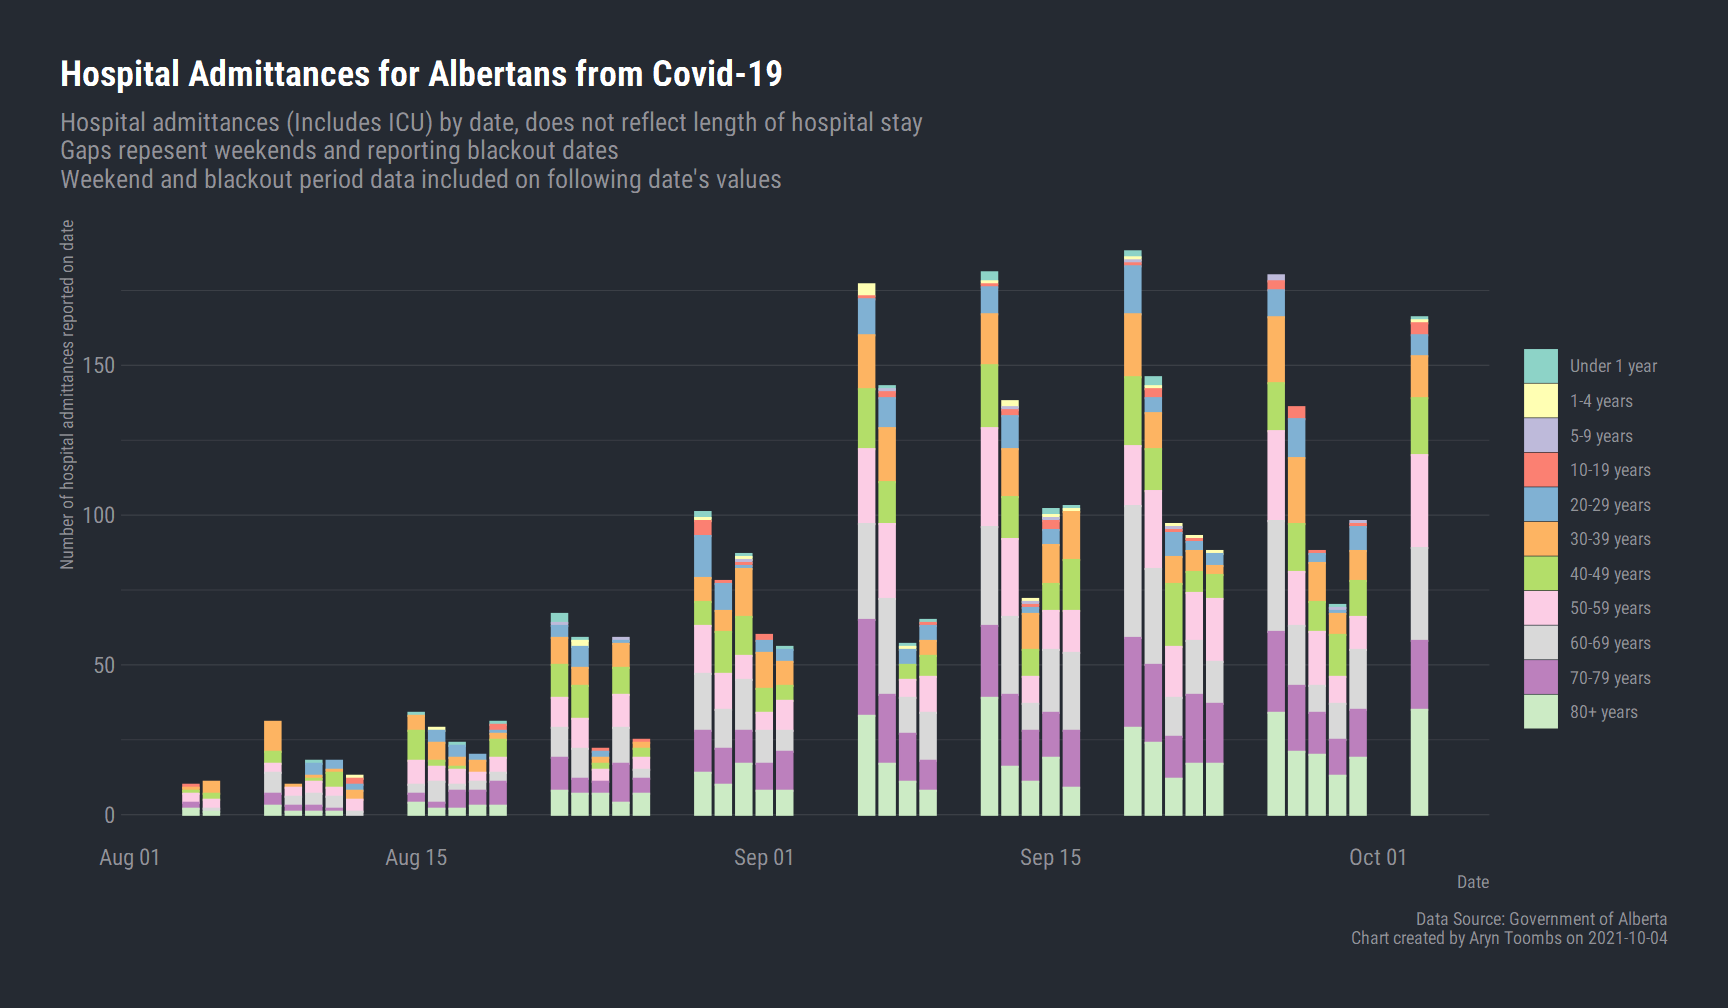 Hospital Admittances for Albertans from Covid-19
Hospital admittances (Includes ICU) by date, does not reflect length of hospital stay
Gaps repesent weekends and reporting blackout dates
Weekend and blackout period data included on following date's values
Number of hospital admittances reported on date
150
100
50
0
Aug 01
Aug 15
Sep 01
Sep 15
Oct 01
Date
Under 1 year
1-4 years
5-9 years
10-19 years
20-29 years
30-39 years
40-49 years
50-59 years
60-69 years
70-79 years
80+ years
Data Source: Government of Alberta
Chart created by Aryn Toombs on 2021-10-04